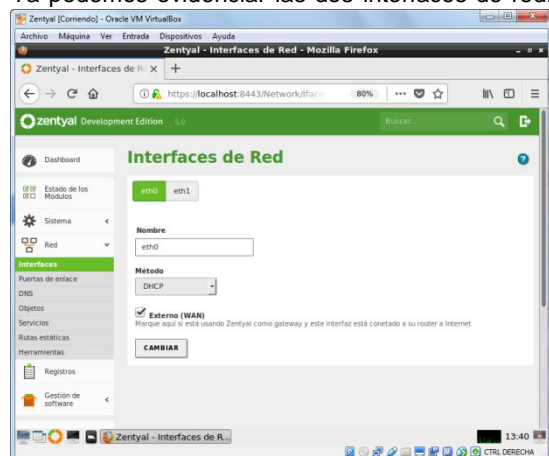 Ya podemos evidenciar las dos interfaces de red
Zentyal [Corriendo] - Oracle VM VirtualBox
Archivo Máquina Ver Entrada Dispositivos Ayuda
Zentyal - Interfaces de Red - Mozilla Firefox
Zentyal - Interfaces de R
https://localhost:8443/Network/Iface 80%
zentyal Development Edition 5.0 Buscar...
Dashboard
Interfaces de Red
Estado de los Módulos
eth0 eth1
Sistema
Nombre
Red
eth0
Interfaces
Método
Puertas de enlace
DHCP
DNS
Objetos
Externo (WAN)
Servicios
Marque aquí si está usando Zentyal como gateway y este interfaz está conetado a su router a Internet
Rutas estáticas
CAMBIAR
Herramientas
Registros
Gestión de software
Zentyal - Interfaces de R...
13:40
CTRL DERECHA